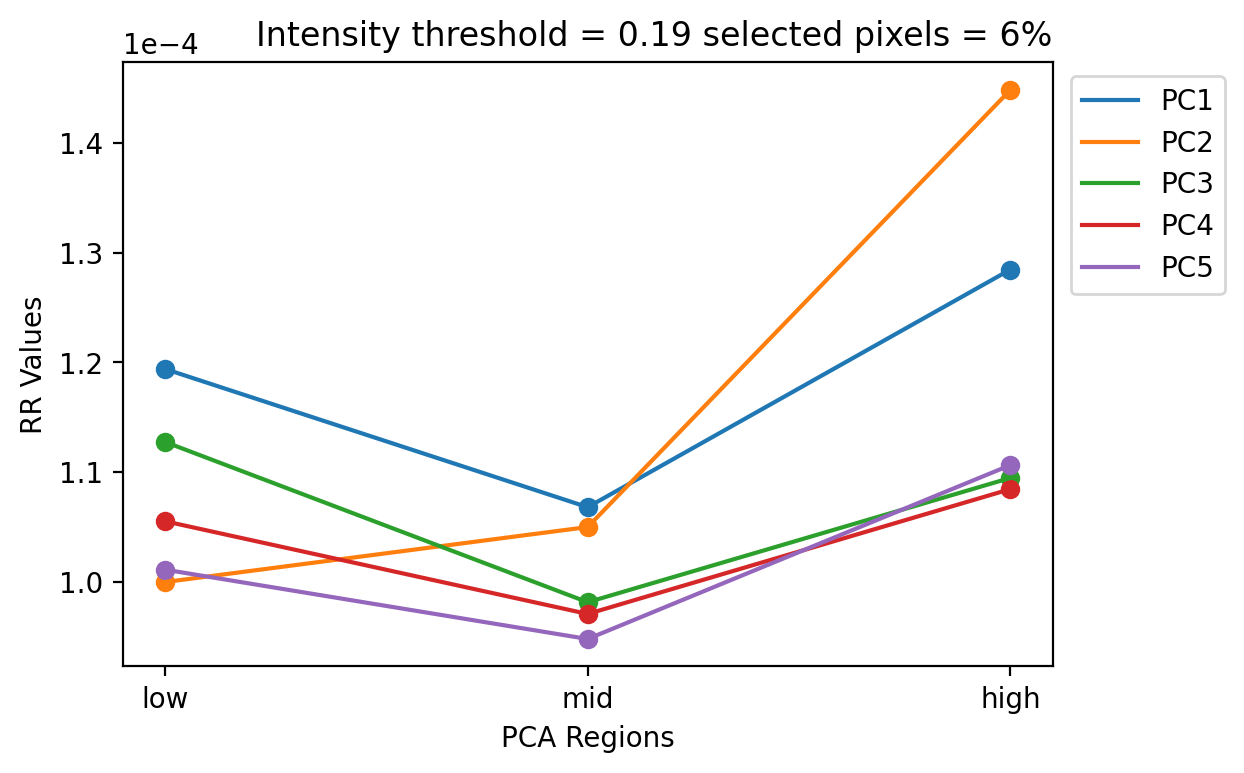 Intensity threshold = 0.19 selected pixels = 6%
1e−4
1.4
1.3
1.2
1.1
1.0
RR Values
low
mid
high
PCA Regions
PC1
PC2
PC3
PC4
PC5